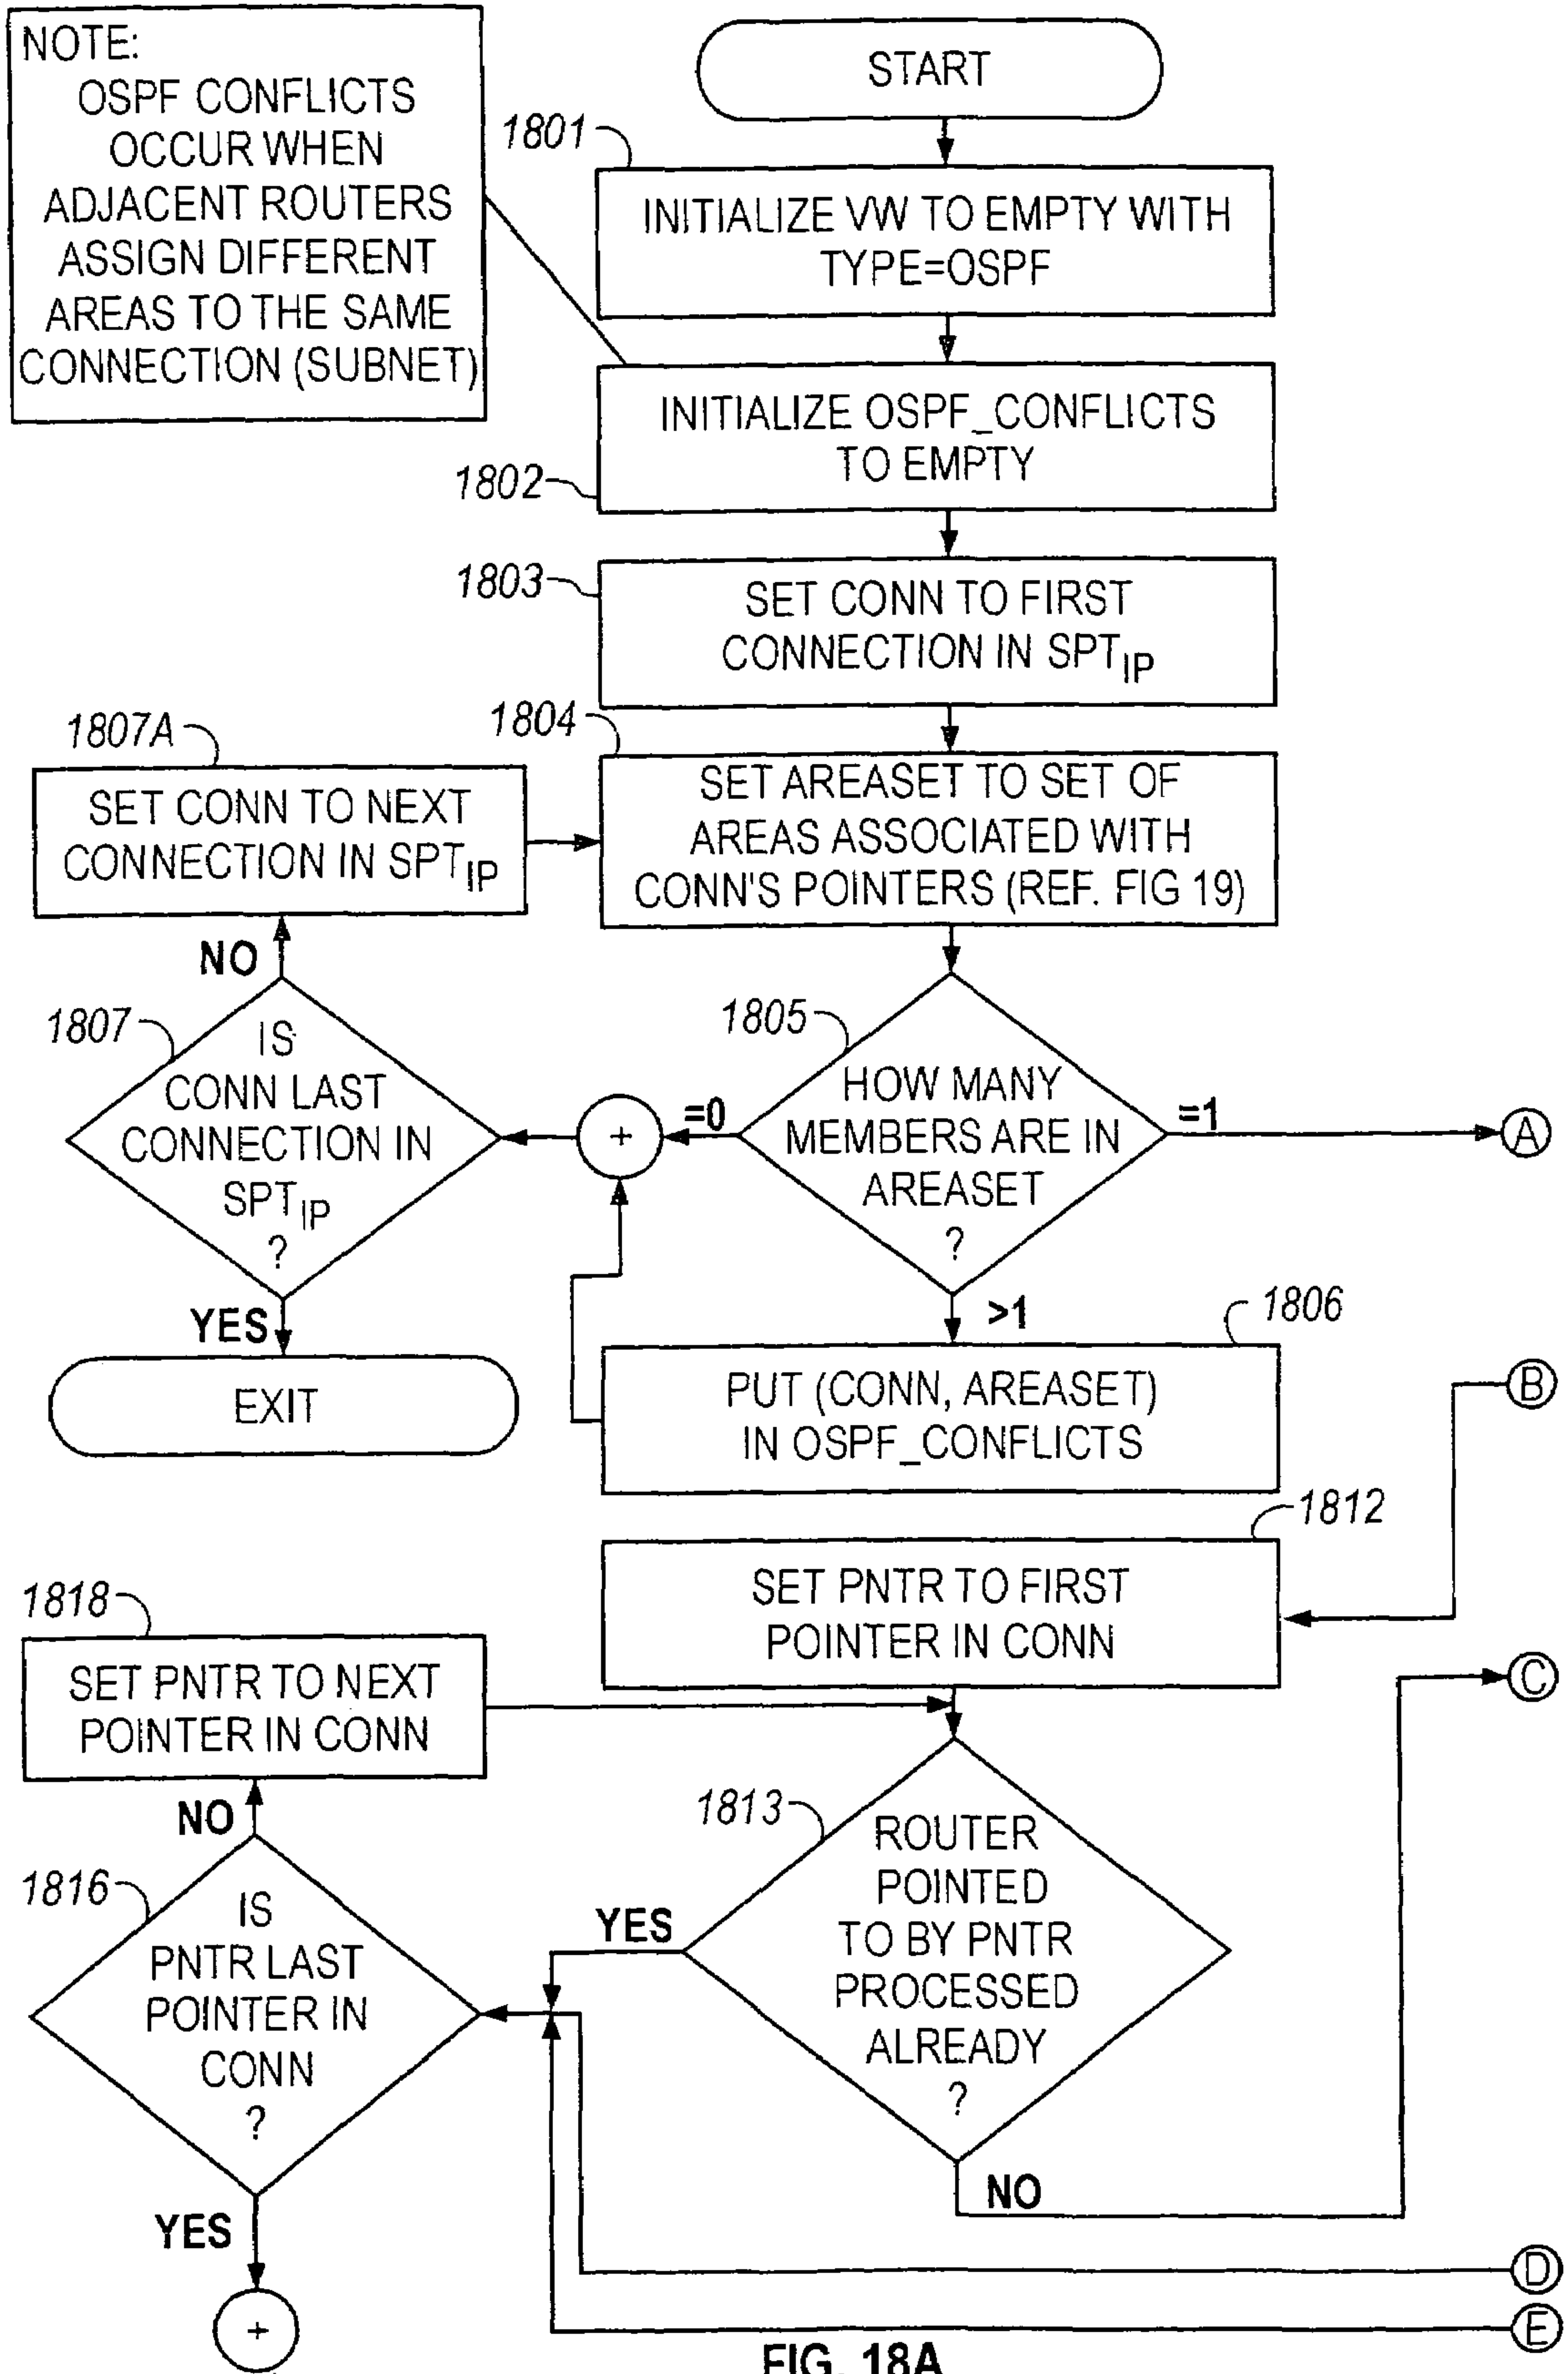 NOTE:
OSPF CONFLICTS
OCCUR WHEN
ADJACENT ROUTERS
ASSIGN DIFFERENT
AREAS TO THE SAME
CONNECTION (SUBNET)
START
1801
INITIALIZE VW TO EMPTY WITH
TYPE=OSPF
INITIALIZE OSPF_CONFLICTS
TO EMPTY
1802
1803
SET CONN TO FIRST
CONNECTION IN SPT_IP
1807A
SET CONN TO NEXT
CONNECTION IN SPT_IP
1804
SET AREASET TO SET OF
AREAS ASSOCIATED WITH
CONN'S POINTERS (REF. FIG 19)
NO
1807
IS
CONN LAST
CONNECTION IN
SPT_IP
?
+
=0
1805
HOW MANY
MEMBERS ARE IN
AREASET
?
=1
A
YES
EXIT
>1
1806
PUT (CONN, AREASET)
IN OSPF_CONFLICTS
B
1812
SET PNTR TO FIRST
POINTER IN CONN
1818
SET PNTR TO NEXT
POINTER IN CONN
C
NO
1816
IS
PNTR LAST
POINTER IN
CONN
?
YES
1813
ROUTER
POINTED
TO BY PNTR
PROCESSED
ALREADY
?
NO
YES
+
D
E
FIG. 18A